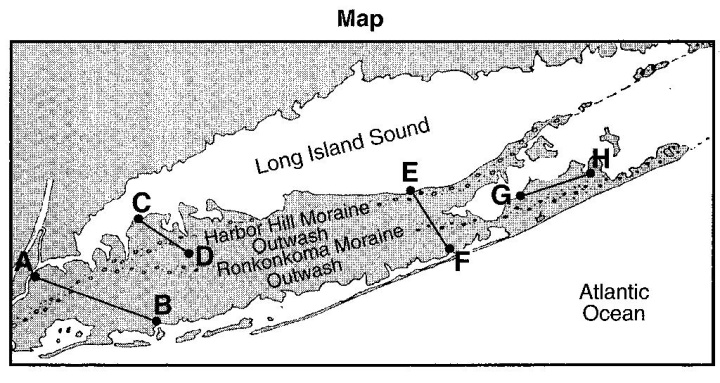 Map
Long Island Sound
E
H
C
G
Harbor Hill Moraine
Outwash
D
Ronkonkoma Moraine
Outwash
F
A
B
Atlantic
Ocean